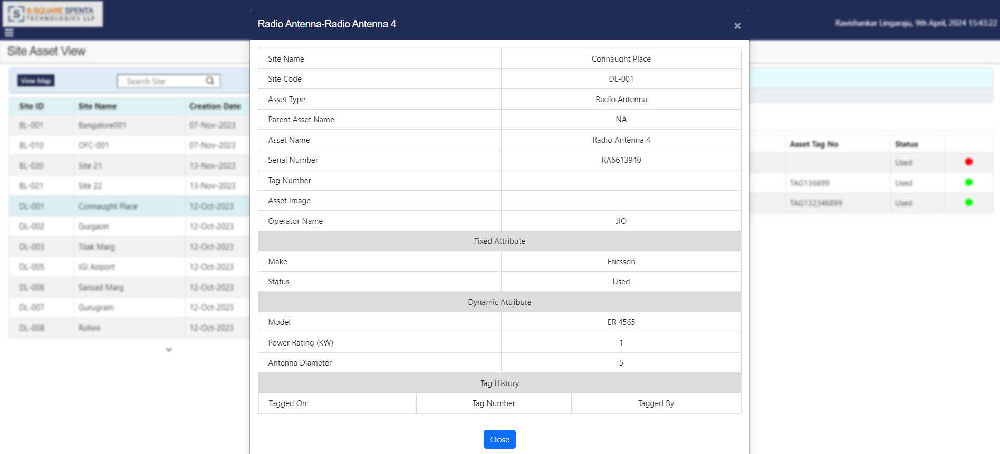 S-SQUARE SPENTA
TECHNOLOGIES LLP
Ravishankar Lingaraju, 9th April, 2024 15:43:22
Site Asset View
View Map
Search Site
Site ID Site Name Creation Date
BL-001 Bangalore001 07-Nov-2023
BL-010 OFC-001 07-Nov-2023
BL-020 Site 21 13-Nov-2023
BL-021 Site 22 13-Nov-2023
DL-001 Connaught Place 12-Oct-2023
DL-002 Gurgaon 12-Oct-2023
DL-003 Tilak Marg 12-Oct-2023
DL-005 IGI Airport 12-Oct-2023
DL-006 Sansad Marg 12-Oct-2023
DL-007 Gurugram 12-Oct-2023
DL-008 Rohini 12-Oct-2023
Radio Antenna-Radio Antenna 4
×
Site Name Connaught Place
Site Code DL-001
Asset Type Radio Antenna
Parent Asset Name NA
Asset Name Radio Antenna 4
Serial Number RA6613940
Tag Number
Asset Image
Operator Name JIO
Fixed Attribute
Make Ericsson
Status Used
Dynamic Attribute
Model ER 4565
Power Rating (KW) 1
Antenna Diameter 5
Tag History
Tagged On Tag Number Tagged By
Close
Asset Tag No Status
Used
TAG136899 Used
TAG132346899 Used